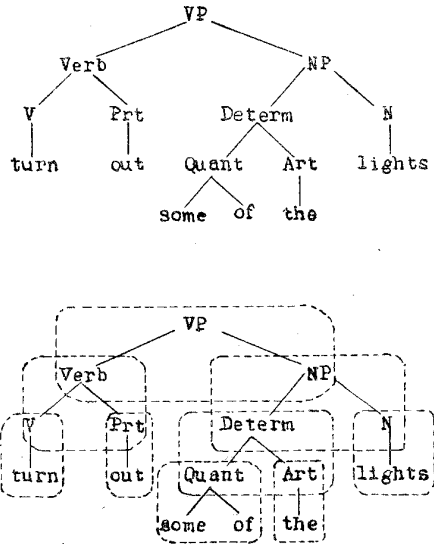 VP
Verb NP
V Prt Determ N
turn out Quant Art lights
some of the
VP
Verb NP
V Prt Determ N
turn out Quant Art lights
some of the